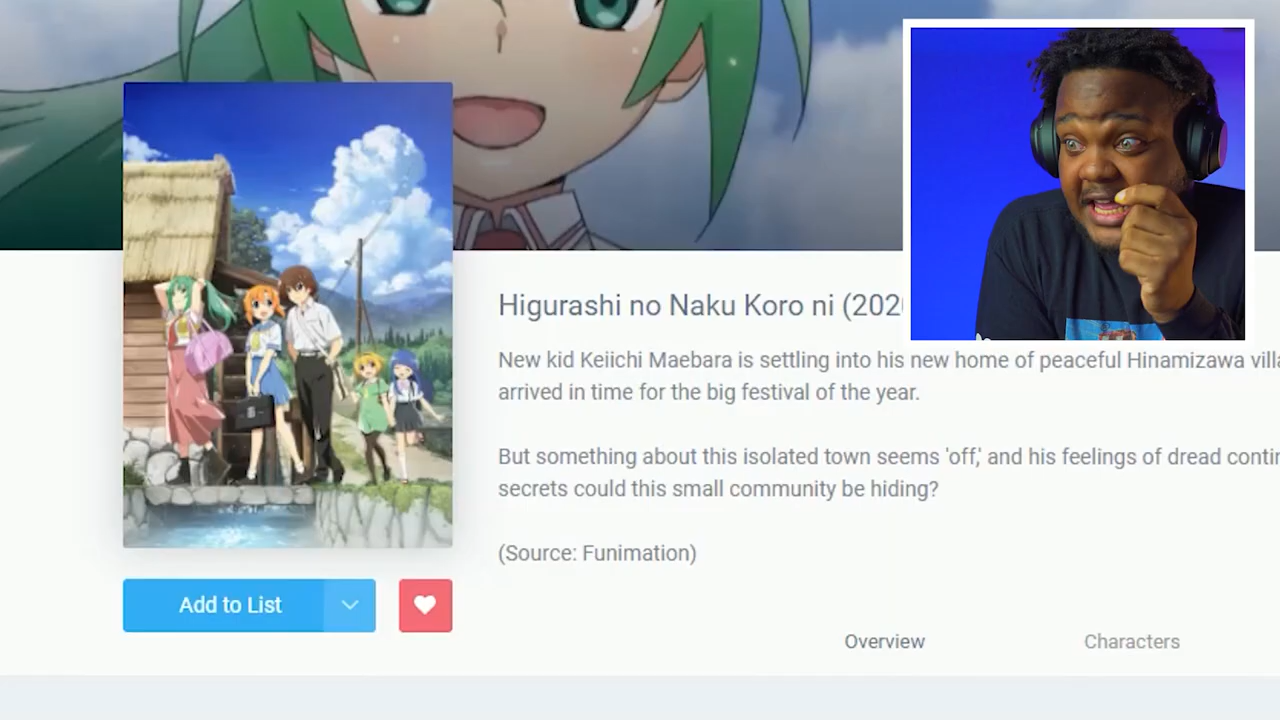 Higurashi no Naku Koro ni (202
New kid Keiichi Maebara is settling into his new home of peaceful Hinamizawa
arrived in time for the big festival of the year.
But something about this isolated town seems 'off,' and his feelings of dread
secrets could this small community be hiding?
(Source: Funimation)
Add to List
Overview
Characters